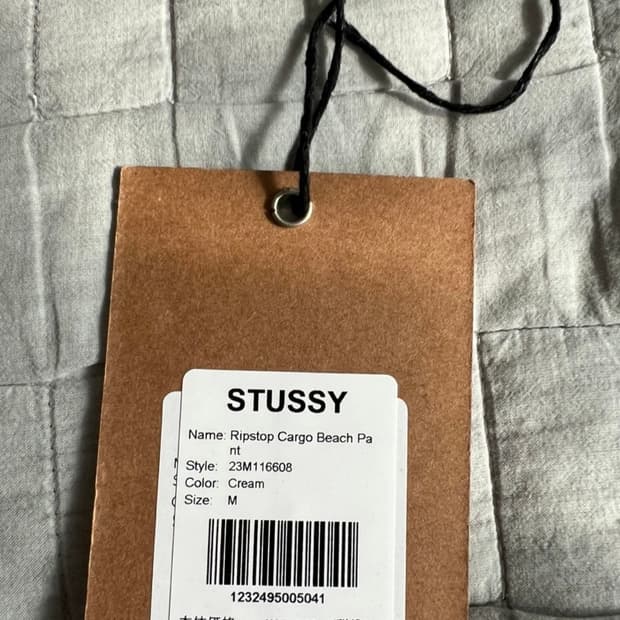 STUSSY
Name: Ripstop Cargo Beach Pa
nt
Style: 23M116608
Color: Cream
Size: M
1232495005041